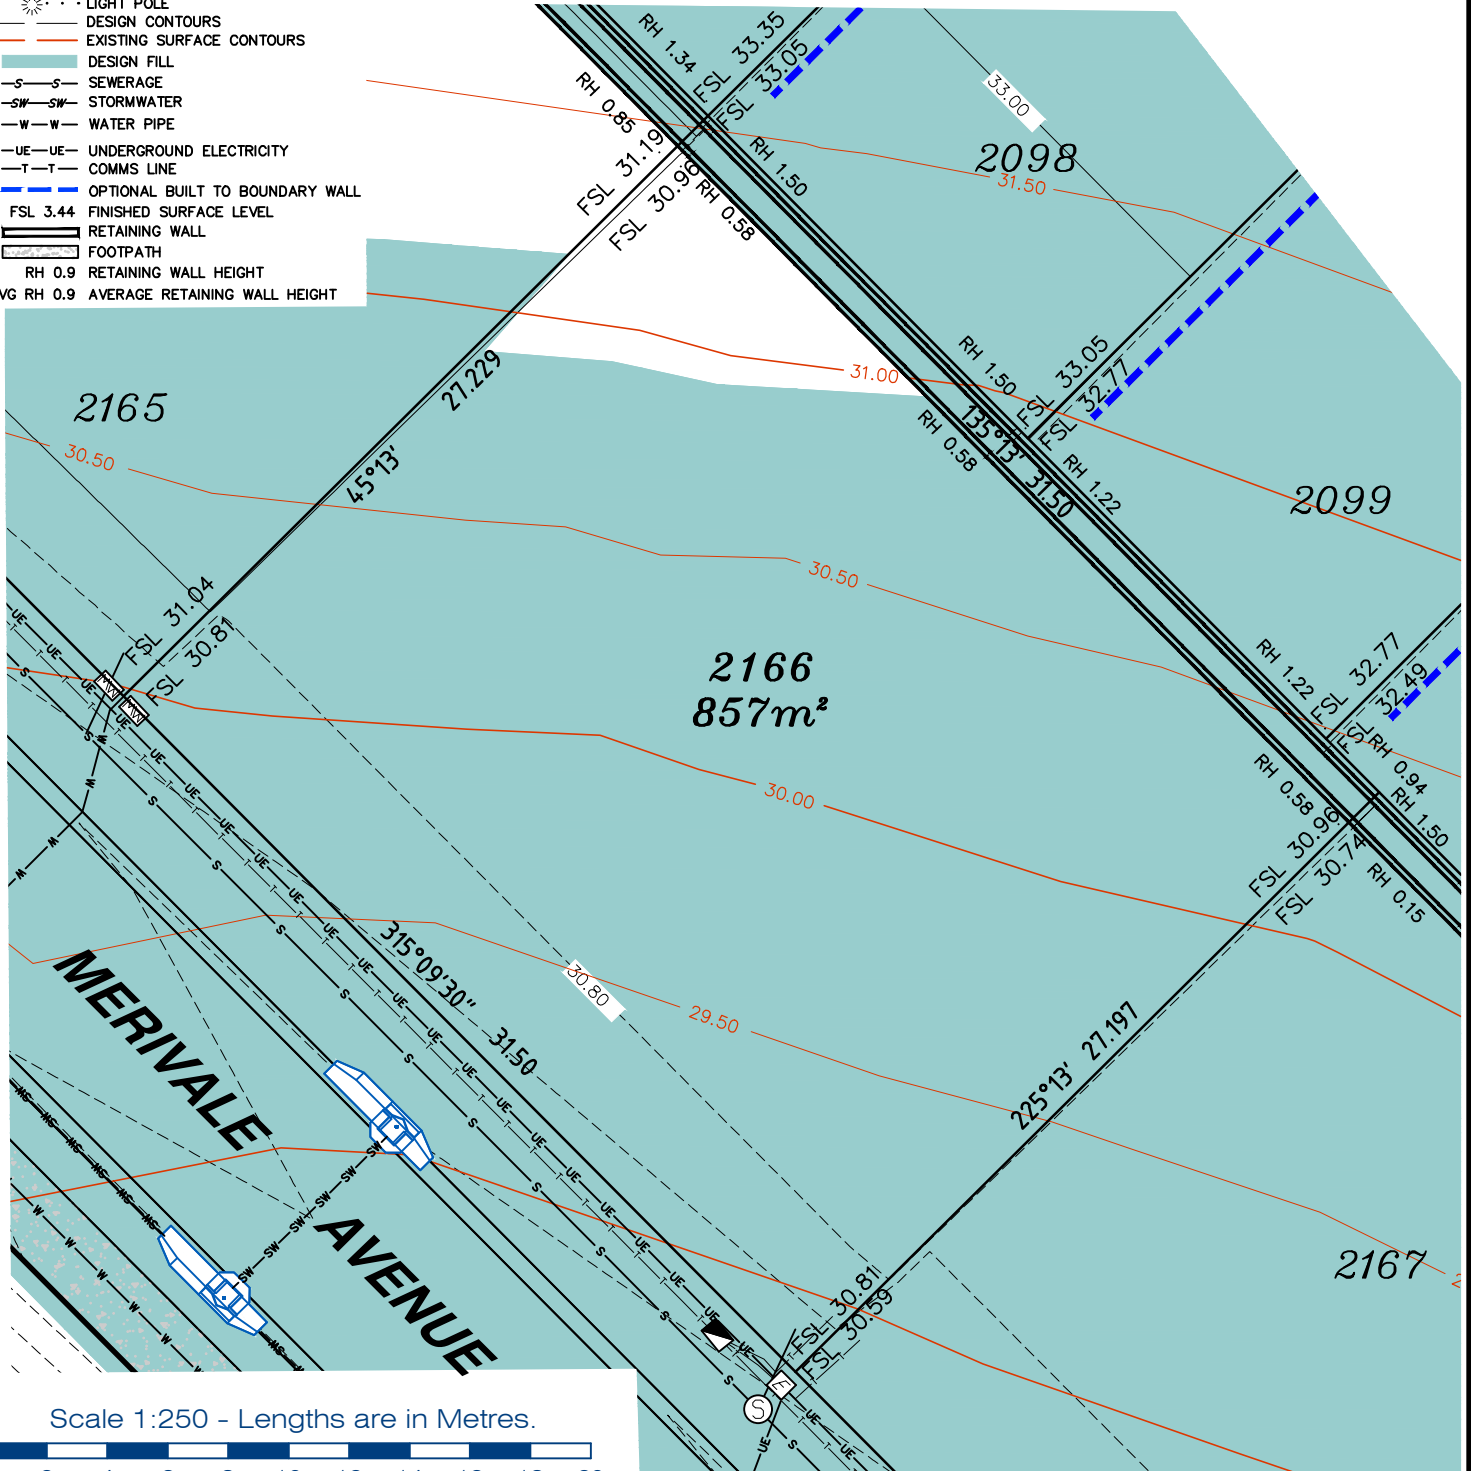 LIGHT POLE
DESIGN CONTOURS
EXISTING SURFACE CONTOURS
DESIGN FILL
S S SEWERAGE
SW SW STORMWATER
W W WATER PIPE
UE UE UNDERGROUND ELECTRICITY
T T COMMS LINE
OPTIONAL BUILT TO BOUNDARY WALL
FSL 3.44 FINISHED SURFACE LEVEL
RETAINING WALL
FOOTPATH
RH 0.9 RETAINING WALL HEIGHT
VG RH 0.9 AVERAGE RETAINING WALL HEIGHT
RH 1.34
FSL 33.35
FSL 33.05
RH 0.85
FSL 31.19
FSL 30.96
RH 0.58
RH 1.50
33.00
2098
31.50
31.00
RH 1.50
FSL 33.05
FSL 32.77
RH 0.58
135°13' 31.50
RH 1.22
2099
2165
27.229
45°13'
30.50
30.50
FSL 31.04
FSL 30.81
MW
MW
2166
857m²
30.00
RH 1.22
FSL 32.77
FSL 32.49
RH 0.94
RH 0.58
RH 1.50
FSL 30.96
FSL 30.74
RH 0.15
315°09'30" 31.50
30.80
29.50
225°13' 27.197
MERIVALE
AVENUE
2167
FSL 30.81
FSL 30.59
E
S
Scale 1:250 - Lengths are in Metres.